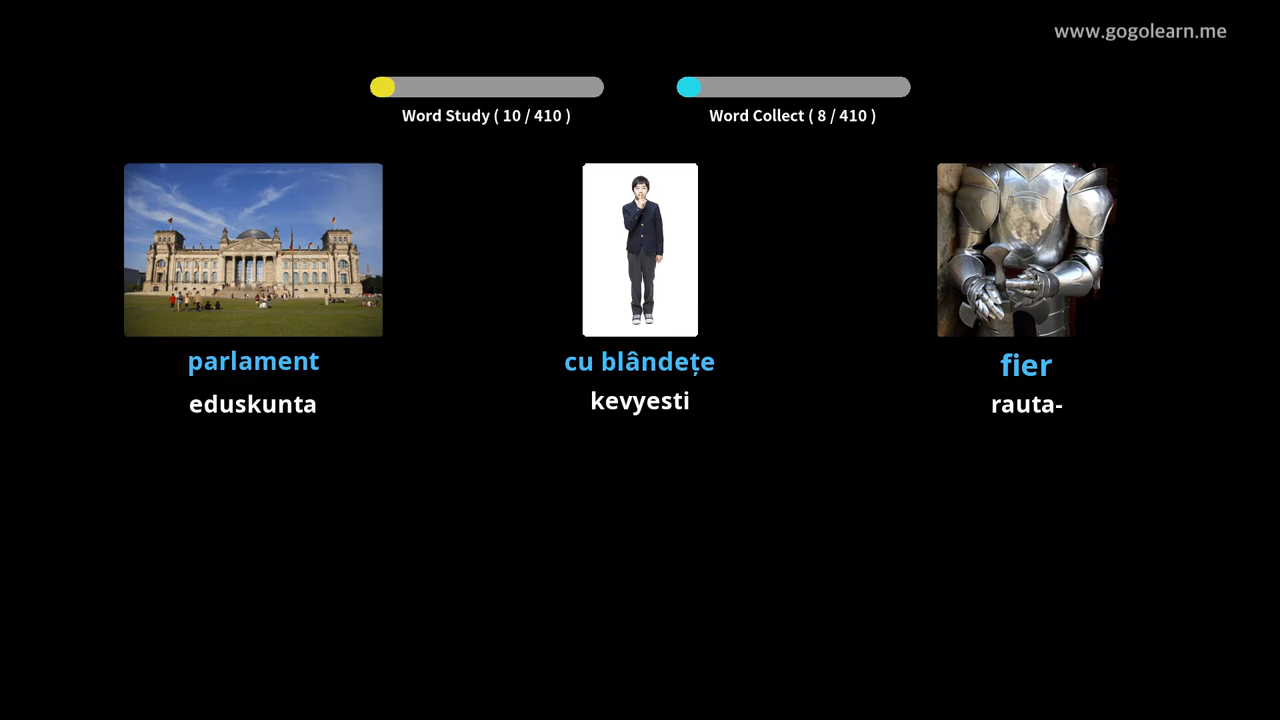 www.gogolearn.me
Word Study ( 10 / 410 )
Word Collect ( 8 / 410 )
parlament
cu blândețe
fier
eduskunta
kevyesti
rauta-